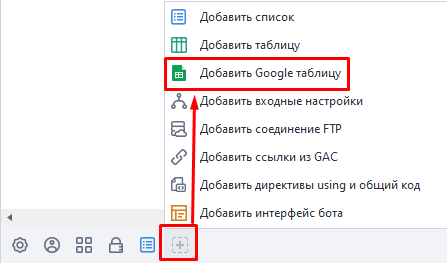 Добавить список
Добавить таблицу
Добавить Google таблицу
Добавить входные настройки
Добавить соединение FTP
Добавить ссылки из GAC
Добавить директивы using и общий код
Добавить интерфейс бота